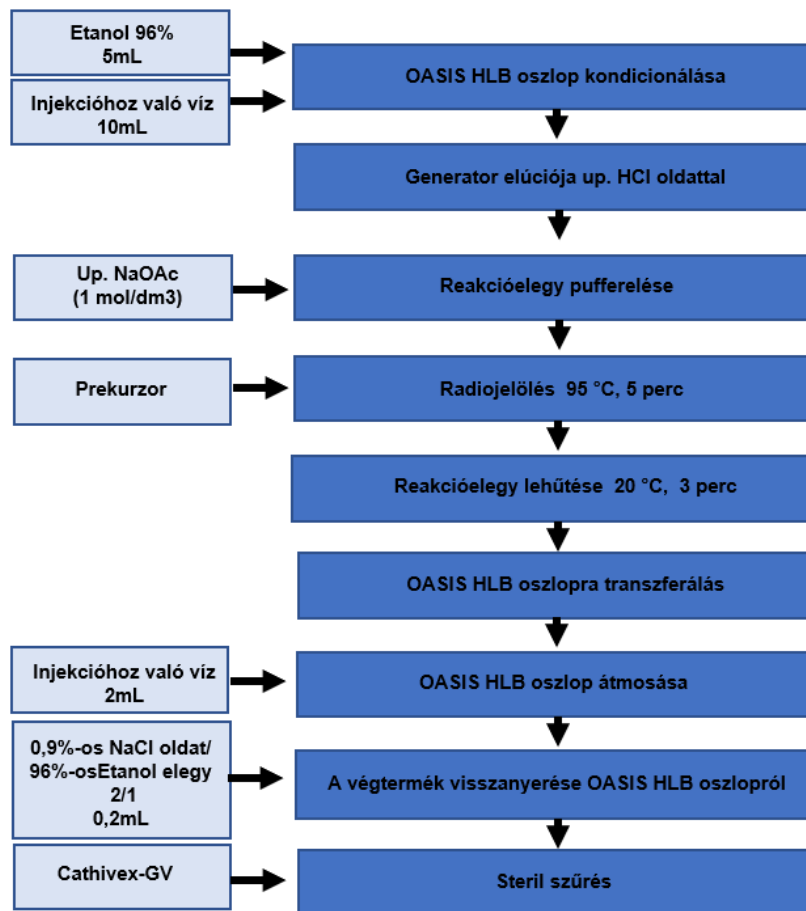 Etanol 96%
5mL
OASIS HLB oszlop kondicionálása
Injekcióhoz való víz
10mL
Generator elúciója up. HCl oldattal
Up. NaOAc
(1 mol/dm3)
Reakcióelegy pufferelése
Prekurzor
Radiojelölés 95 °C, 5 perc
Reakcióelegy lehűtése 20 °C, 3 perc
OASIS HLB oszlopra transzferálás
Injekcióhoz való víz
2mL
OASIS HLB oszlop átmosása
0,9%-os NaCl oldat/
96%-osEtanol elegy
2/1
0,2mL
A végtermék visszanyerése OASIS HLB oszlopról
Cathivex-GV
Steril szűrés